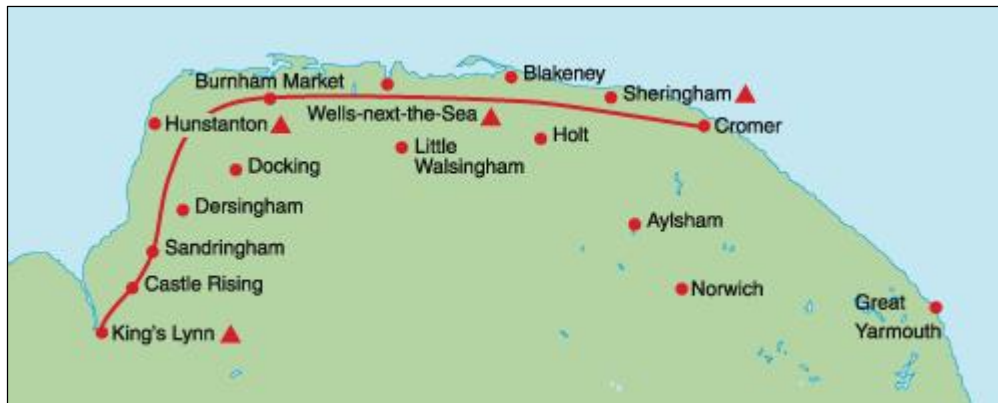 Blakeney
Burnham Market
Sheringham
Wells-next-the-Sea
Hunstanton
Cromer
Holt
Little
Walsingham
Docking
Dersingham
Aylsham
Sandringham
Castle Rising
Norwich
Great
Yarmouth
King's Lynn